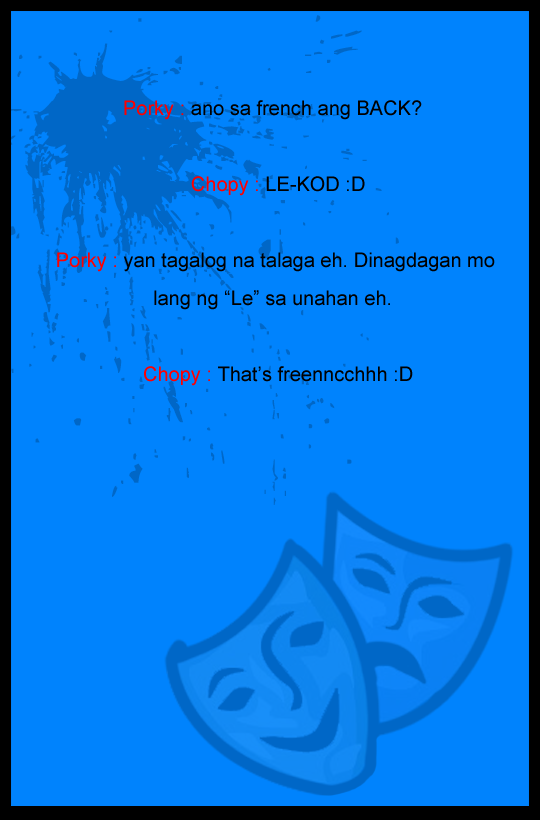 Porky : ano sa french ang BACK?
Chopy : LE-KOD :D
Porky : yan tagalog na talaga eh. Dinagdagan mo
lang ng “Le” sa unahan eh.
Chopy : That’s freenncchhh :D